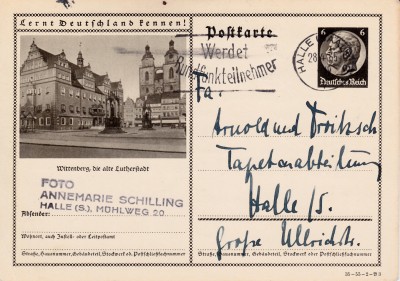 Lernt Deutschland kennen!
Wittenberg, die alte Lutherstadt
FOTO
ANNEMARIE SCHILLING
HALLE (S.), MÜHLWEG 20
Absender:
Wohnort, auch Zustell- oder Leitpostamt
Straße, Hausnummer, Gebäudeteil, Stockwerk od. Postschließfachnummer
Postkarte
Werdet
Rundfunkteilnehmer
HALLE
28
6 6
Deutsches Reich
Fa.
Arnold und Troitzsch
Tapetenabteilung
Halle/S.
Große Ulrichstr.
Straße, Hausnummer, Gebäudeteil, Stockwerk oder Postschließfachnummer